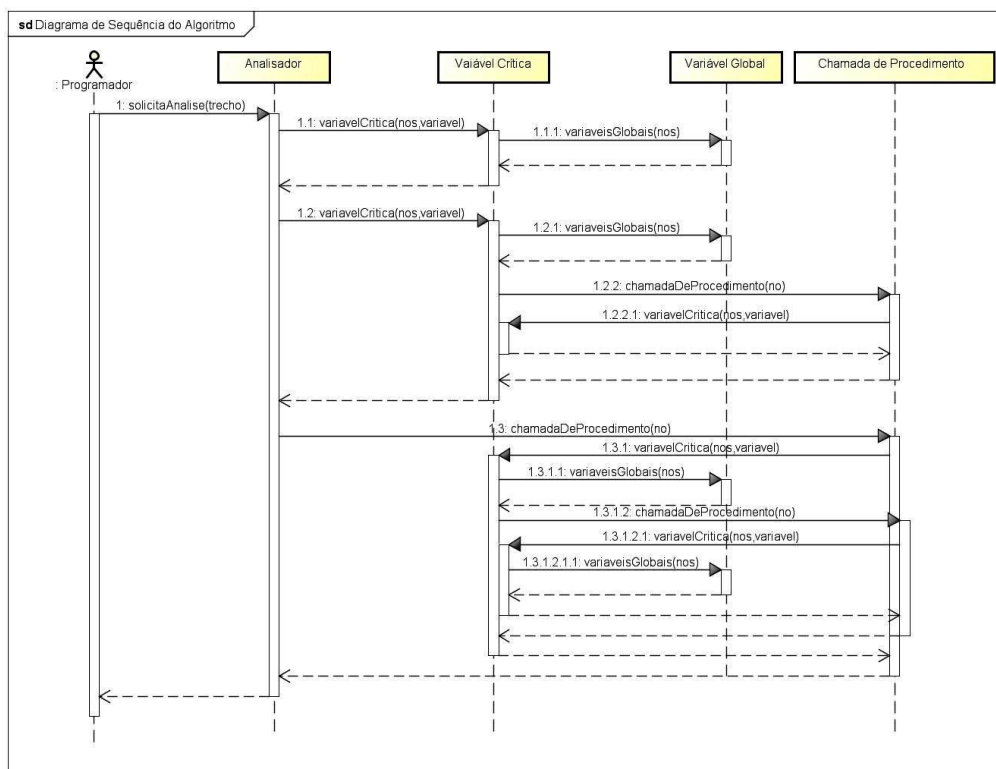 sd Diagrama de Sequência do Algoritmo
: Programador
Analisador
Vaiável Crítica
Variável Global
Chamada de Procedimento
1: solicitaAnalise(trecho)
1.1: variavelCritica(nos,variavel)
1.1.1: variaveisGlobais(nos)
1.2: variavelCritica(nos,variavel)
1.2.1: variaveisGlobais(nos)
1.2.2: chamadaDeProcedimento(no)
1.2.2.1: variavelCritica(nos,variavel)
1.3: chamadaDeProcedimento(no)
1.3.1: variavelCritica(nos,variavel)
1.3.1.1: variaveisGlobais(nos)
1.3.1.2: chamadaDeProcedimento(no)
1.3.1.2.1: variavelCritica(nos,variavel)
1.3.1.2.1.1: variaveisGlobais(nos)